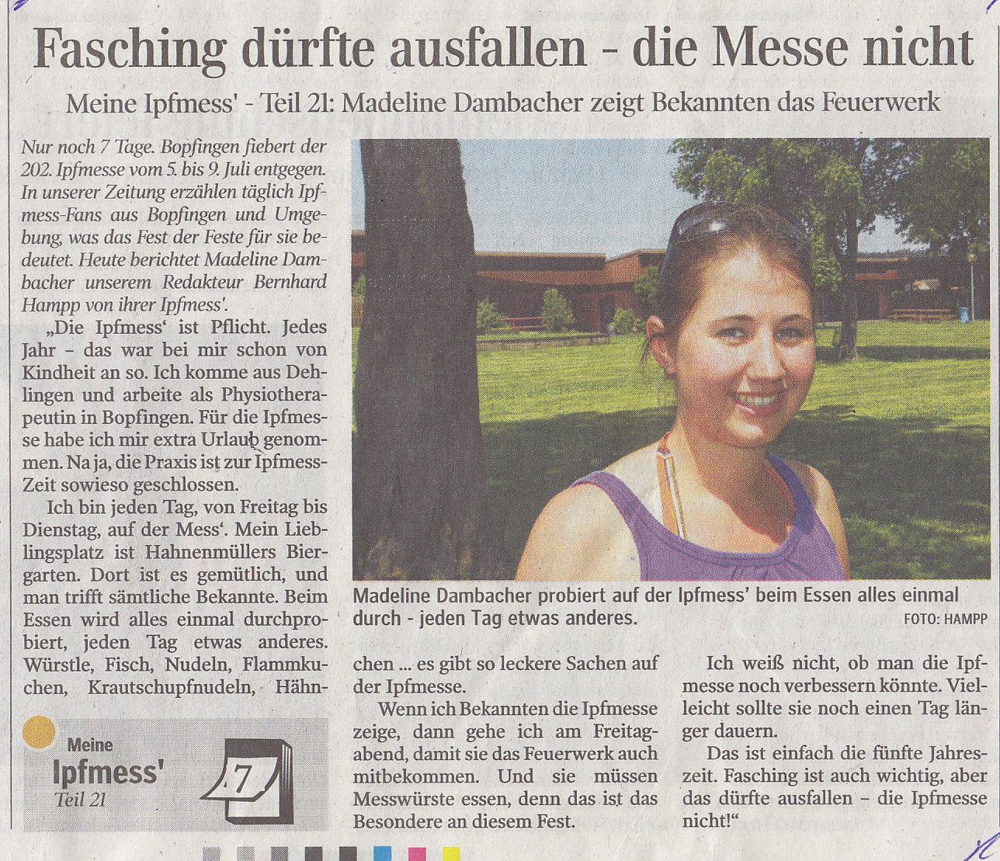 Fasching dürfte ausfallen - die Messe nicht
Meine Ipfmess' - Teil 21: Madeline Dambacher zeigt Bekannten das Feuerwerk
Nur noch 7 Tage. Bopfingen fiebert der
202. Ipfmesse vom 5. bis 9. Juli entgegen.
In unserer Zeitung erzählen täglich Ipf-
mess-Fans aus Bopfingen und Umge-
bung, was das Fest der Feste für sie be-
deutet. Heute berichtet Madeline Dam-
bacher unserem Redakteur Bernhard
Hampp von ihrer Ipfmess'.
„Die Ipfmess‘ ist Pflicht. Jedes
Jahr – das war bei mir schon von
Kindheit an so. Ich komme aus Deh-
lingen und arbeite als Physiothera-
peutin in Bopfingen. Für die Ipfmes-
se habe ich mir extra Urlaub genom-
men. Na ja, die Praxis ist zur Ipfmess-
Zeit sowieso geschlossen.
Ich bin jeden Tag, von Freitag bis
Dienstag, auf der Mess‘. Mein Lieb-
lingsplatz ist Hahnenmüllers Bier-
garten. Dort ist es gemütlich, und
man trifft sämtliche Bekannte. Beim
Essen wird alles einmal durchpro-
biert, jeden Tag etwas anderes.
Würstle, Fisch, Nudeln, Flammku-
chen, Krautschupfnudeln, Hähn-
Meine
Ipfmess'
Teil 21
7
Madeline Dambacher probiert auf der Ipfmess' beim Essen alles einmal
durch - jeden Tag etwas anderes.
FOTO: HAMPP
chen ... es gibt so leckere Sachen auf
der Ipfmesse.
Wenn ich Bekannten die Ipfmesse
zeige, dann gehe ich am Freitag-
abend, damit sie das Feuerwerk auch
mitbekommen. Und sie müssen
Messwürste essen, denn das ist das
Besondere an diesem Fest.
Ich weiß nicht, ob man die Ipf-
messe noch verbessern könnte. Viel-
leicht sollte sie noch einen Tag län-
ger dauern.
Das ist einfach die fünfte Jahres-
zeit. Fasching ist auch wichtig, aber
das dürfte ausfallen – die Ipfmesse
nicht!“